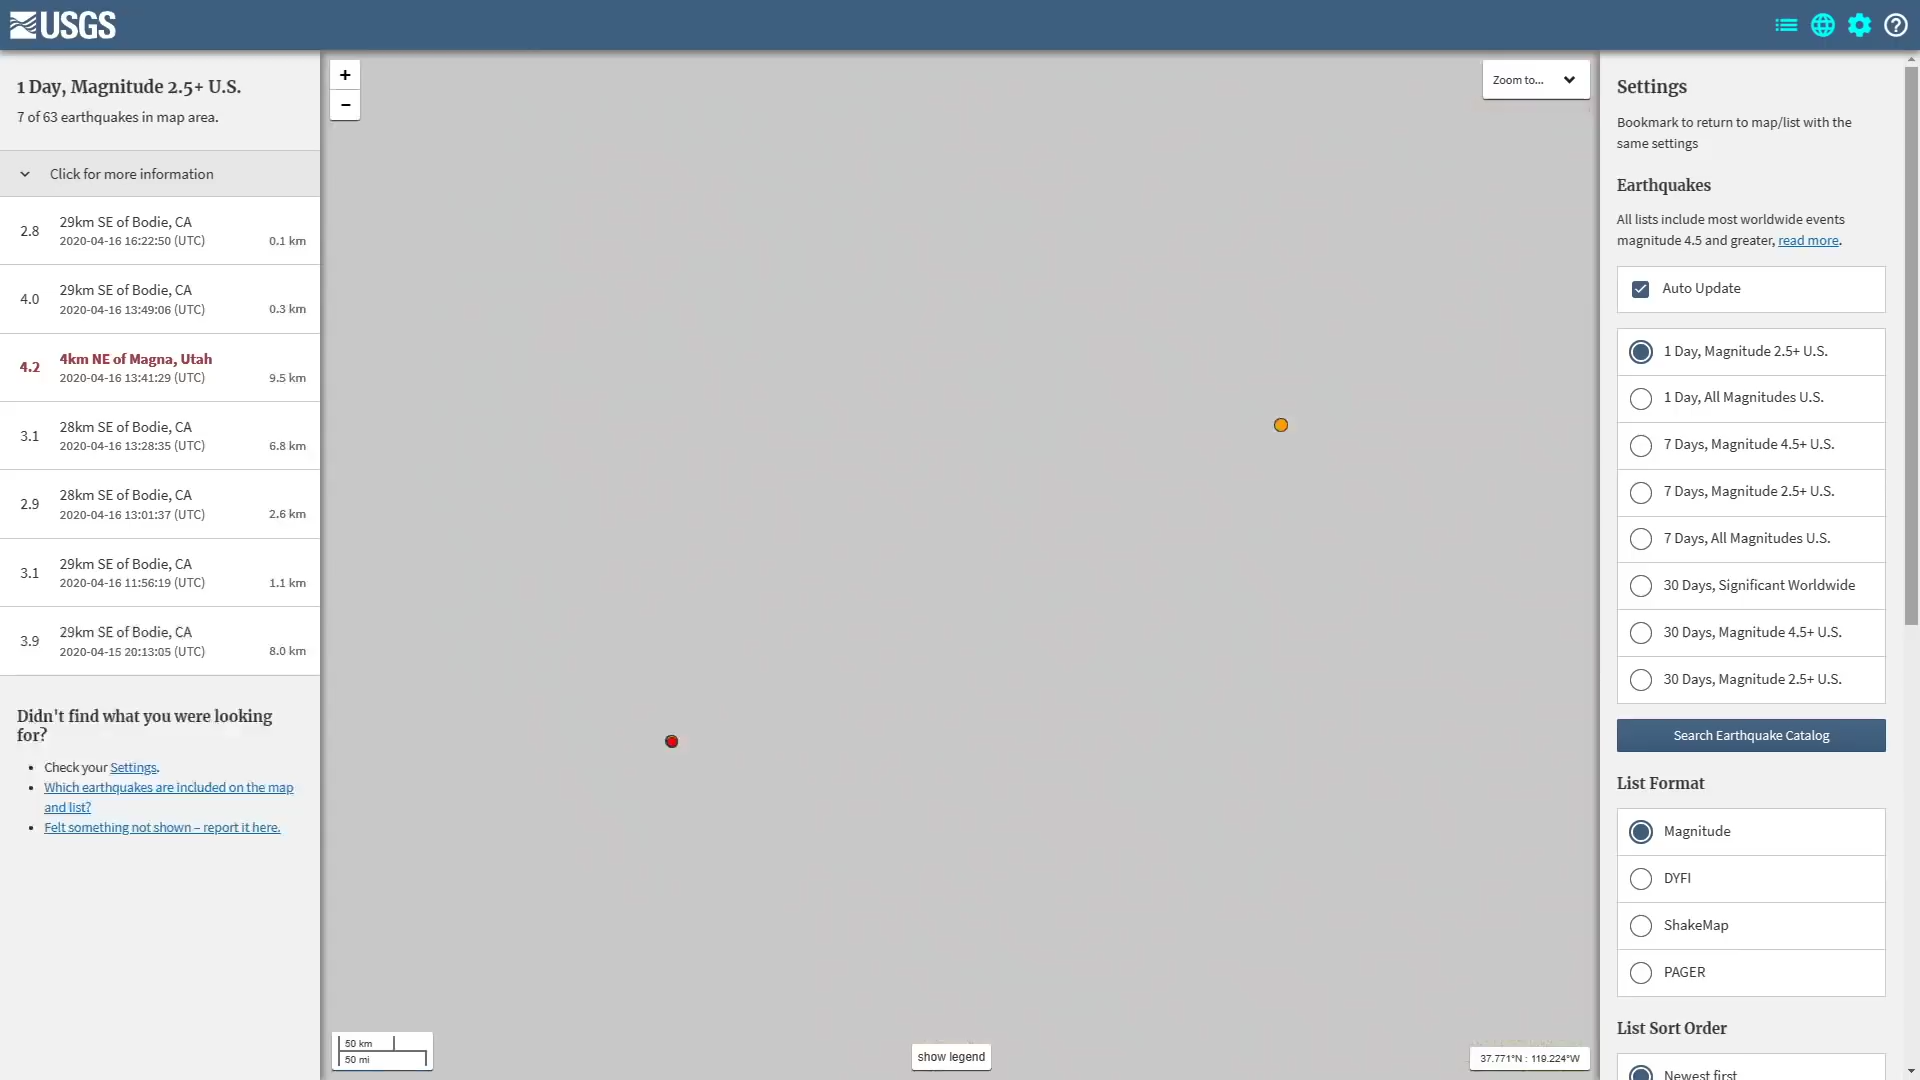 USGS
1 Day, Magnitude 2.5+ U.S.
7 of 63 earthquakes in map area.
Click for more information
2.8
29km SE of Bodie, CA
2020-04-16 16:22:50 (UTC)
0.1 km
4.0
29km SE of Bodie, CA
2020-04-16 13:49:06 (UTC)
0.3 km
4.2
4km NE of Magna, Utah
2020-04-16 13:41:29 (UTC)
9.5 km
3.1
28km SE of Bodie, CA
2020-04-16 13:28:35 (UTC)
6.8 km
2.9
28km SE of Bodie, CA
2020-04-16 13:01:37 (UTC)
2.6 km
3.1
29km SE of Bodie, CA
2020-04-16 11:56:19 (UTC)
1.1 km
3.9
29km SE of Bodie, CA
2020-04-15 20:13:05 (UTC)
8.0 km
Didn't find what you were looking
for?
Check your Settings.
Which earthquakes are included on the map
and list?
Felt something not shown – report it here.
+
−
Zoom to...
50 km
50 mi
show legend
37.771°N : 119.224°W
Settings
Bookmark to return to map/list with the
same settings
Earthquakes
All lists include most worldwide events
magnitude 4.5 and greater, read more.
Auto Update
1 Day, Magnitude 2.5+ U.S.
1 Day, All Magnitudes U.S.
7 Days, Magnitude 4.5+ U.S.
7 Days, Magnitude 2.5+ U.S.
7 Days, All Magnitudes U.S.
30 Days, Significant Worldwide
30 Days, Magnitude 4.5+ U.S.
30 Days, Magnitude 2.5+ U.S.
Search Earthquake Catalog
List Format
Magnitude
DYFI
ShakeMap
PAGER
List Sort Order
Newest first